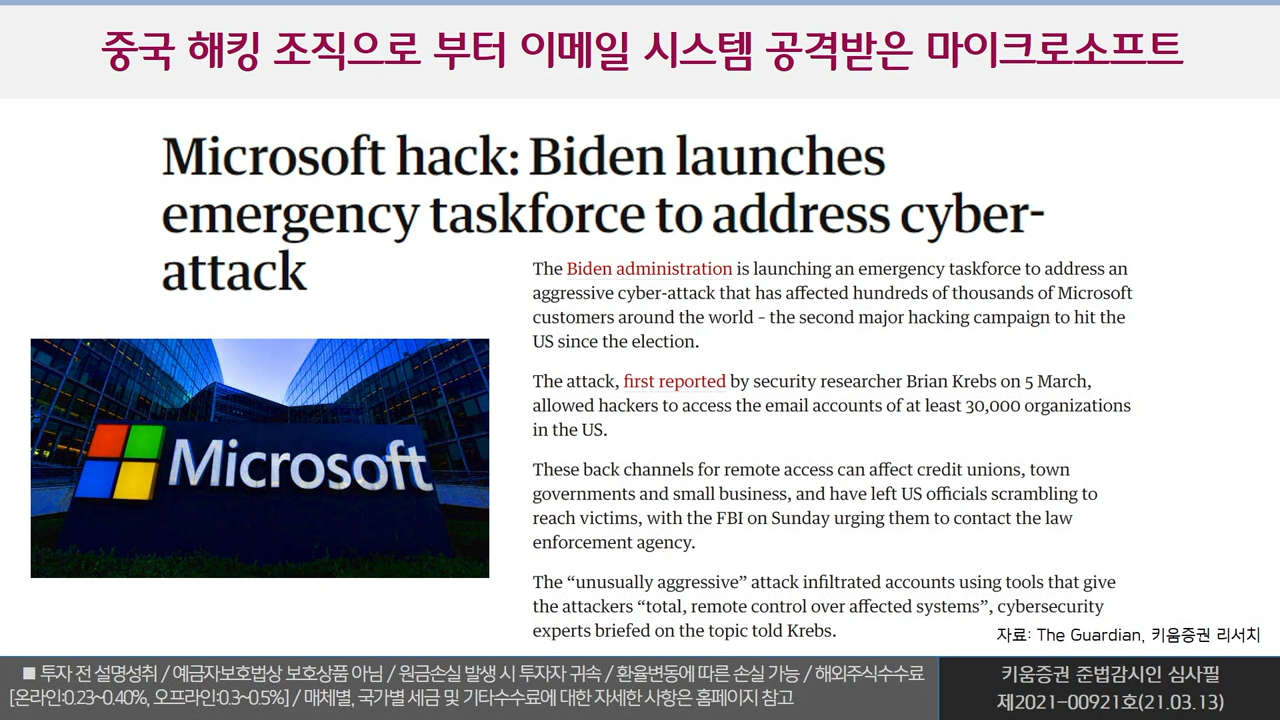 중국 해킹 조직으로 부터 이메일 시스템 공격받은 마이크로소프트
Microsoft hack: Biden launches
emergency taskforce to address cyber-
attack
The Biden administration is launching an emergency taskforce to address an
aggressive cyber-attack that has affected hundreds of thousands of Microsoft
customers around the world – the second major hacking campaign to hit the
US since the election.
The attack, first reported by security researcher Brian Krebs on 5 March,
allowed hackers to access the email accounts of at least 30,000 organizations
in the US.
These back channels for remote access can affect credit unions, town
governments and small business, and have left US officials scrambling to
reach victims, with the FBI on Sunday urging them to contact the law
enforcement agency.
The “unusually aggressive” attack infiltrated accounts using tools that give
the attackers “total, remote control over affected systems”, cybersecurity
experts briefed on the topic told Krebs.
Microsoft
자료: The Guardian, 키움증권 리서치
■ 투자 전 설명성취 / 예금자보호법상 보호상품 아님 / 원금손실 발생 시 투자자 귀속 / 환율변동에 따른 손실 가능 / 해외주식수수료
[온라인:0.23~0.40%, 오프라인:0.3~0.5%] / 매체별, 국가별 세금 및 기타수수료에 대한 자세한 사항은 홈페이지 참고
키움증권 준법감시인 심사필
제2021-00921호(21.03.13)